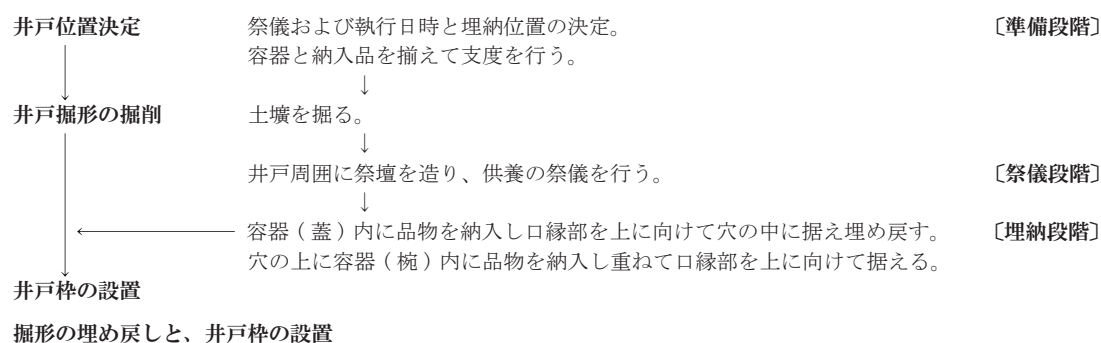 井戸位置決定 祭儀および執行日時と埋納位置の決定。 〔準備段階〕
容器と納入品を揃えて支度を行う。
↓
井戸掘形の掘削 土壙を掘る。
↓
井戸周囲に祭壇を造り、供養の祭儀を行う。 〔祭儀段階〕
↓
容器(蓋)内に品物を納入し口縁部を上に向けて穴の中に据え埋め戻す。 〔埋納段階〕
穴の上に容器(椀)内に品物を納入し重ねて口縁部を上に向けて据える。
井戸枠の設置
掘形の埋め戻しと、井戸枠の設置